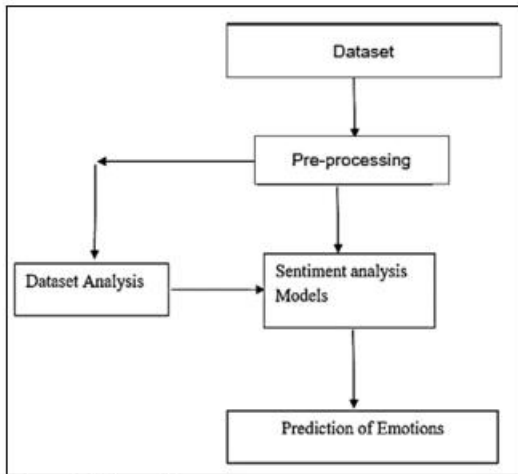 Dataset
Pre-processing
Dataset Analysis
Sentiment analysis
Models
Prediction of Emotions